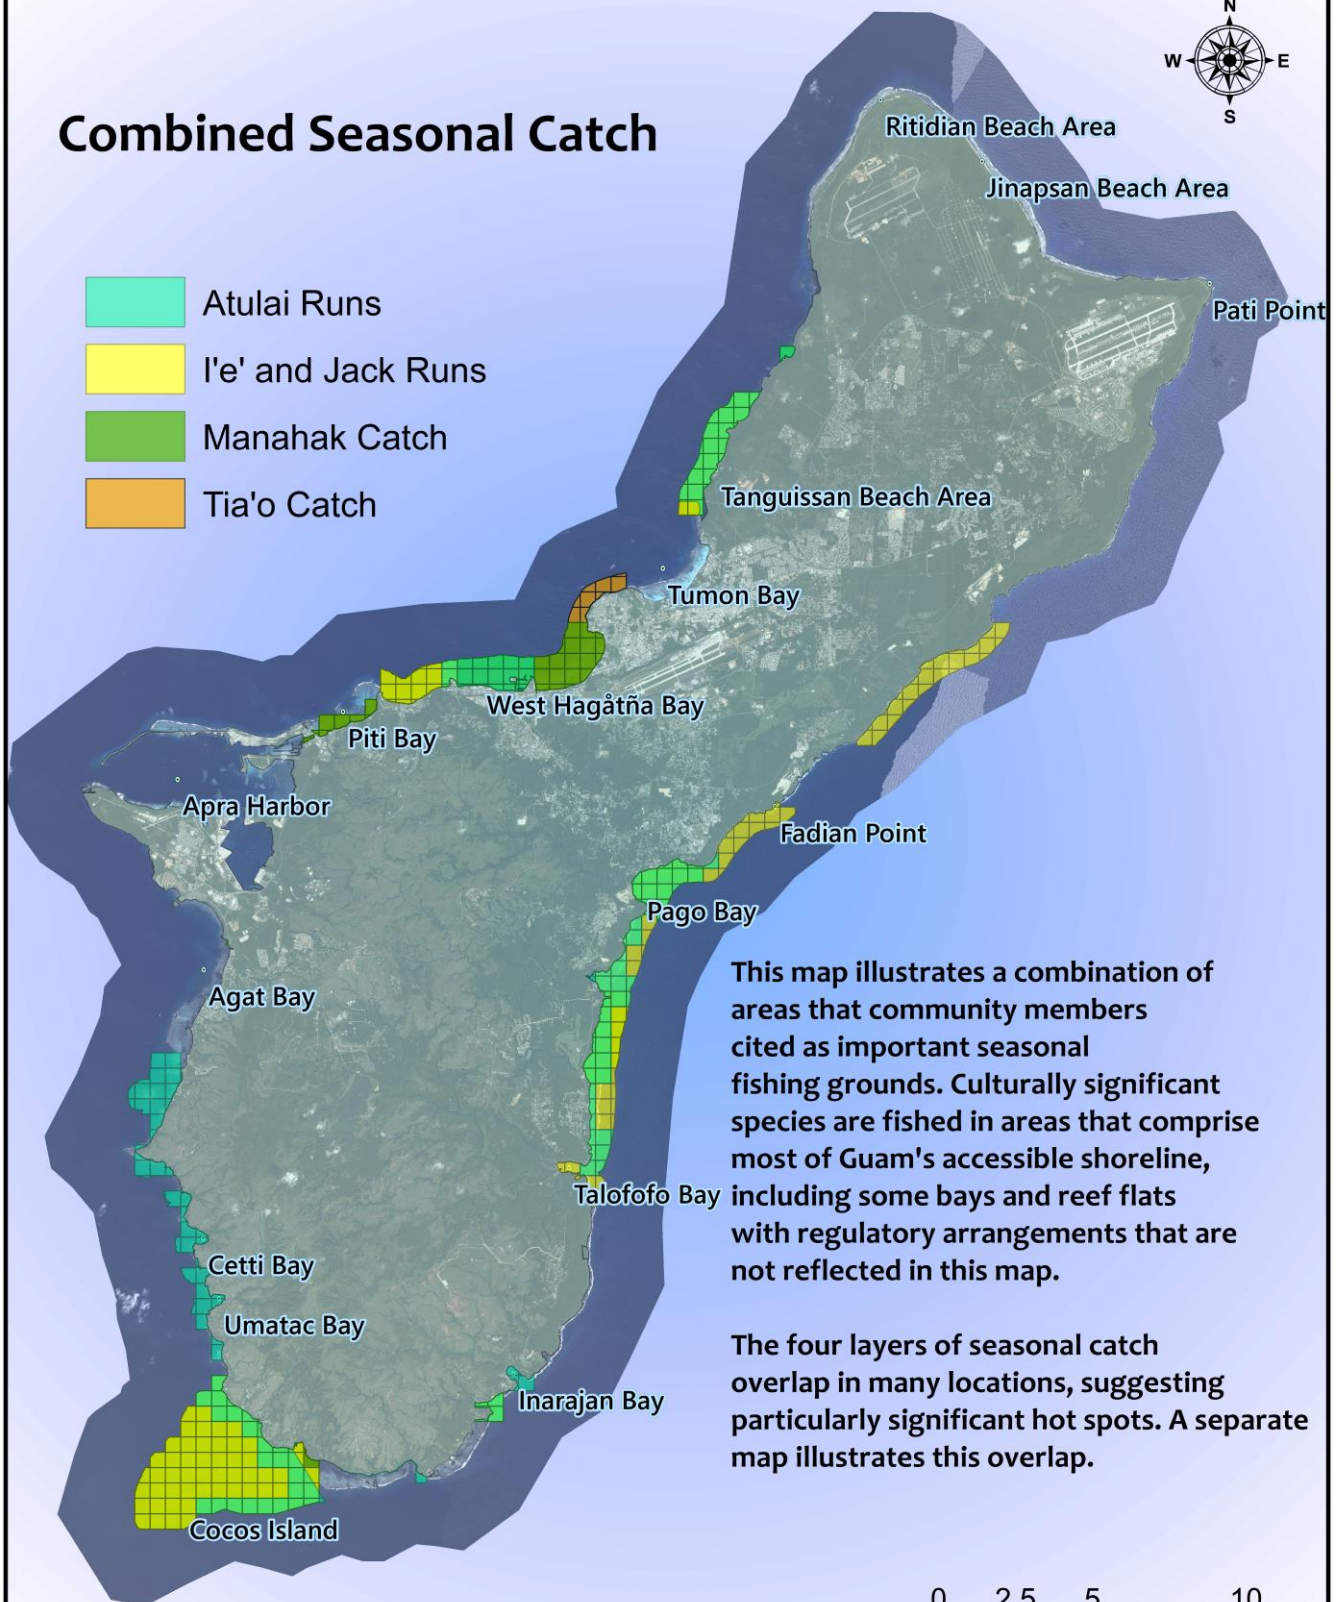 N
W E
S
Combined Seasonal Catch
Ritidian Beach Area
Jinapsan Beach Area
Pati Point
Atulai Runs
I'e' and Jack Runs
Manahak Catch
Tia'o Catch
Tanguissan Beach Area
Tumon Bay
West Hagåtña Bay
Piti Bay
Apra Harbor
Fadian Point
Pago Bay
Agat Bay
Talofofo Bay
Cetti Bay
Umatac Bay
Inarajan Bay
Cocos Island
This map illustrates a combination of
areas that community members
cited as important seasonal
fishing grounds. Culturally significant
species are fished in areas that comprise
most of Guam's accessible shoreline,
including some bays and reef flats
with regulatory arrangements that are
not reflected in this map.
The four layers of seasonal catch
overlap in many locations, suggesting
particularly significant hot spots. A separate
map illustrates this overlap.
0 2.5 5 10